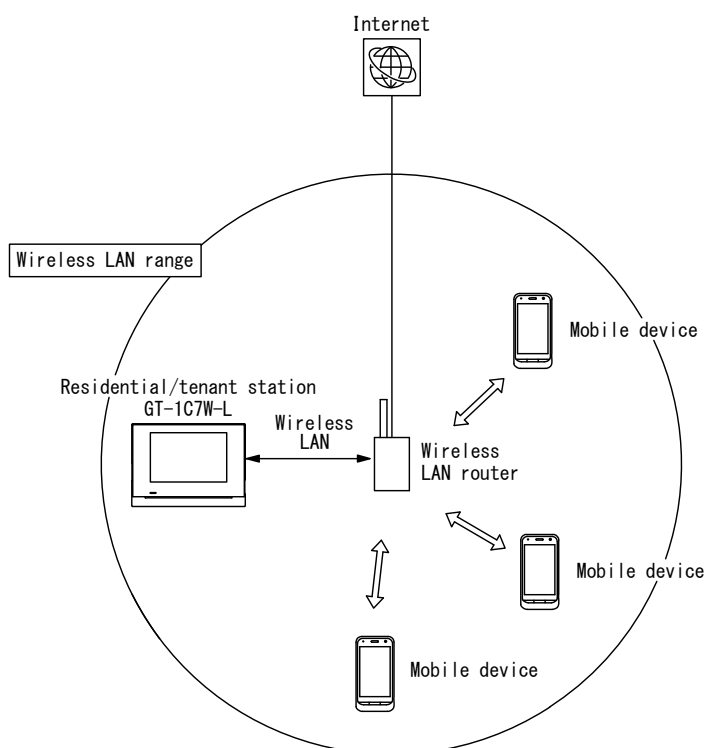 Internet
Wireless LAN range
Mobile device
Residential/tenant station
GT-1C7W-L
Wireless
LAN
Wireless
LAN router
Mobile device
Mobile device